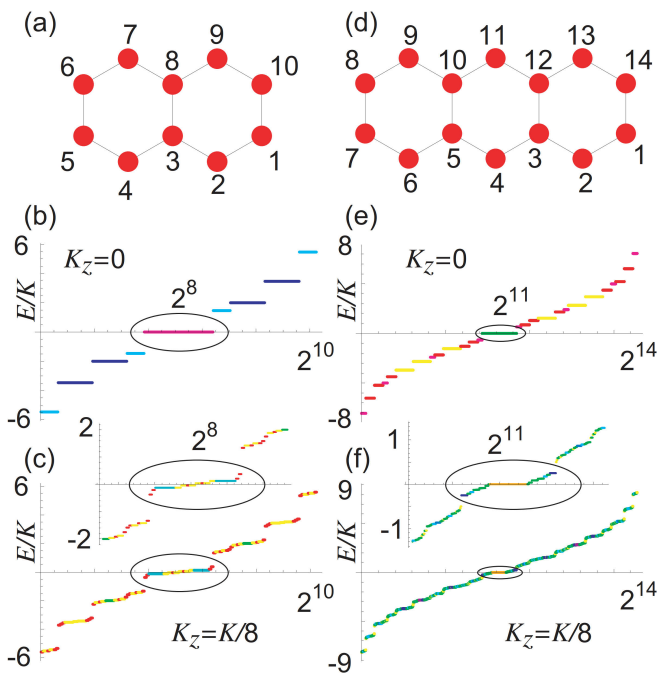 (a)
7 8 9
6 10
5 1
4 3 2
(d)
9 10 11 12 13
8 14
7 1
6 5 4 3 2
(b)
6
E/K
-6
K_z=0
2^8
2^10
(e)
8
E/K
-8
K_z=0
2^11
2^14
(c)
2
-2
2^8
6
E/K
-6
2^10
K_z=K/8
(f)
1
-1
2^11
9
E/K
-9
2^14
K_z=K/8